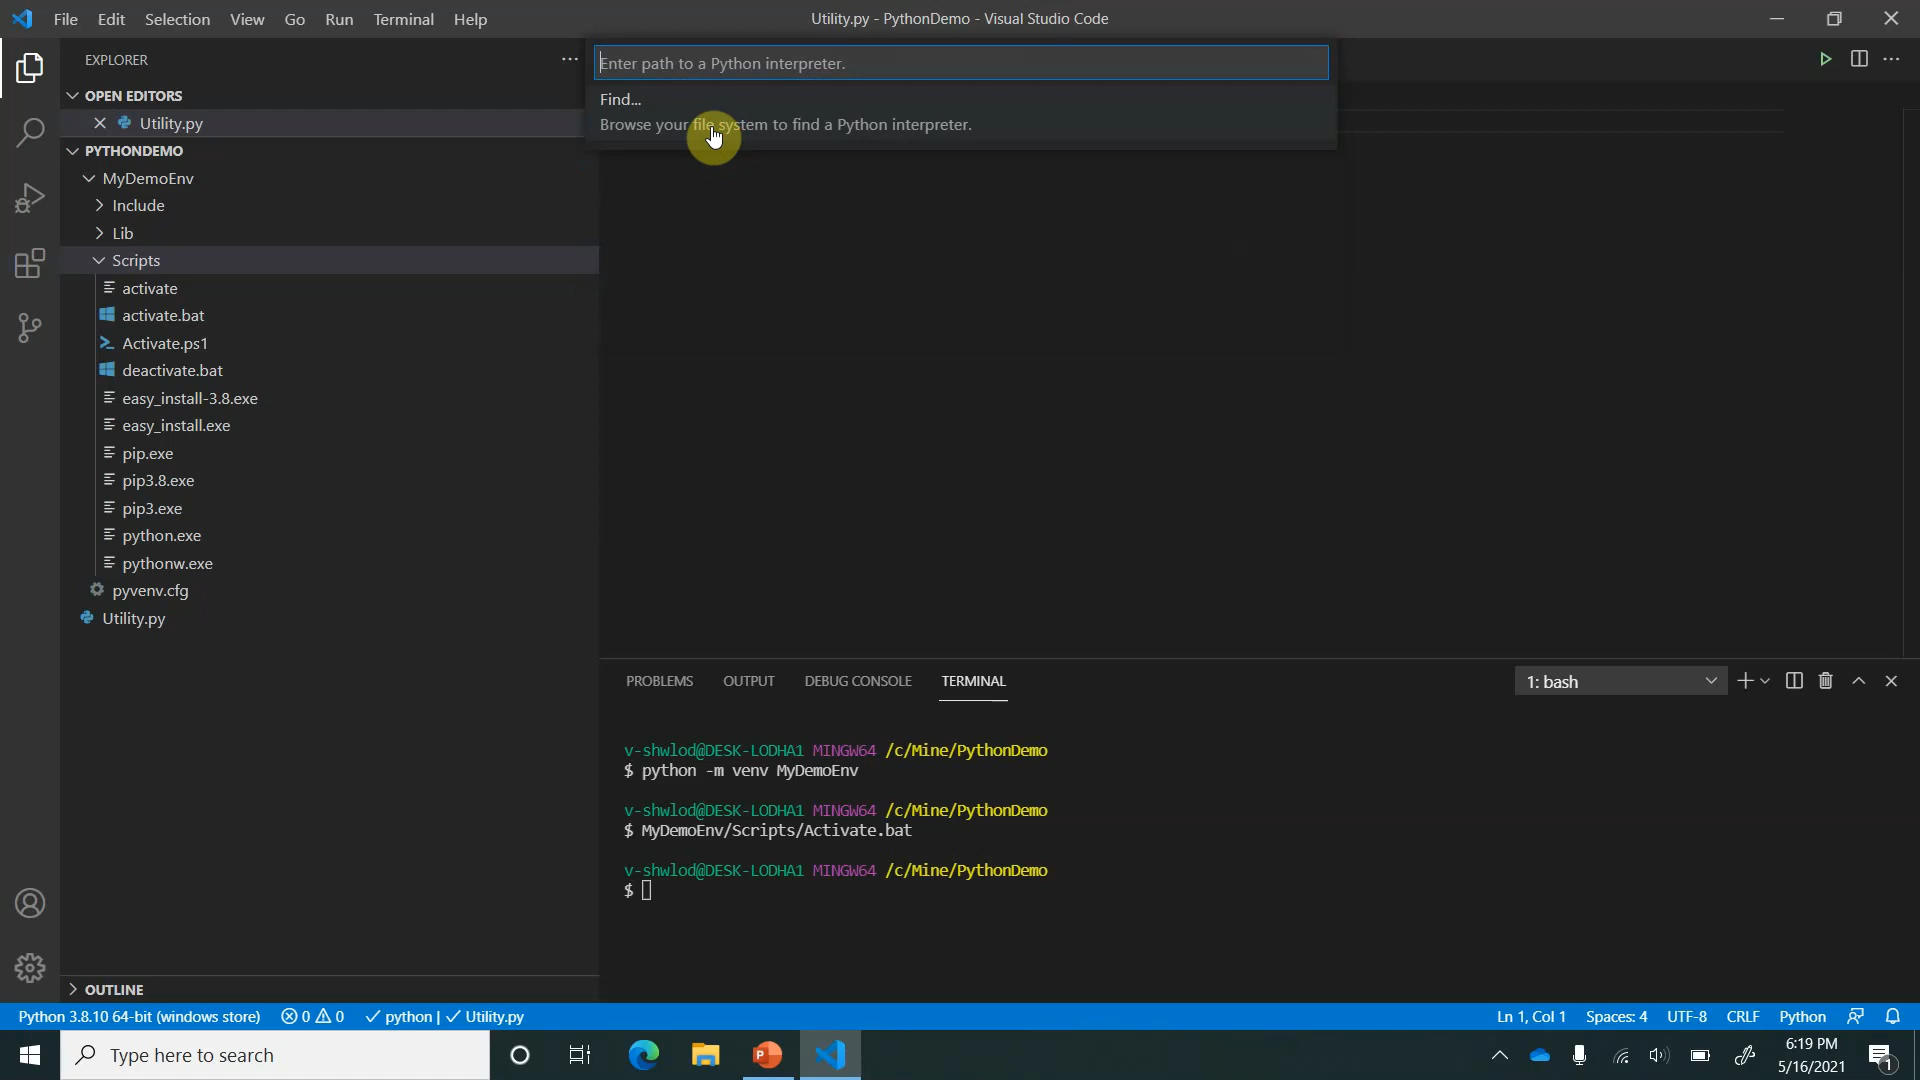 File Edit Selection View Go Run Terminal Help
Utility.py - PythonDemo - Visual Studio Code
EXPLORER
Enter path to a Python interpreter.
Find...
Browse your file system to find a Python interpreter.
OPEN EDITORS
Utility.py
PYTHONDEMO
MyDemoEnv
Include
Lib
Scripts
activate
activate.bat
Activate.ps1
deactivate.bat
easy_install-3.8.exe
easy_install.exe
pip.exe
pip3.8.exe
pip3.exe
python.exe
pythonw.exe
pyvenv.cfg
Utility.py
OUTLINE
PROBLEMS OUTPUT DEBUG CONSOLE TERMINAL
1: bash
v-shwlod@DESK-LODHA1 MINGW64 /c/Mine/PythonDemo
$ python -m venv MyDemoEnv
v-shwlod@DESK-LODHA1 MINGW64 /c/Mine/PythonDemo
$ MyDemoEnv/Scripts/Activate.bat
v-shwlod@DESK-LODHA1 MINGW64 /c/Mine/PythonDemo
$
Python 3.8.10 64-bit (windows store) 0 0 python | Utility.py
Ln 1, Col 1 Spaces: 4 UTF-8 CRLF Python
Type here to search
6:19 PM
5/16/2021
1